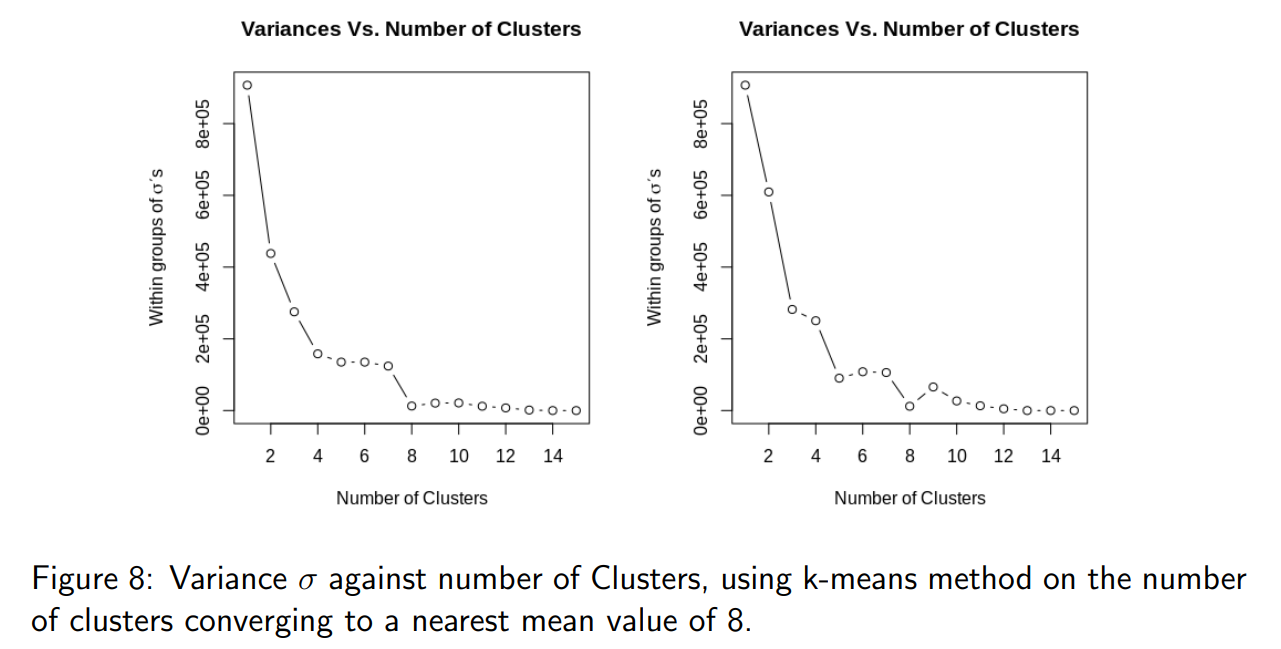 Variances Vs. Number of Clusters
Within groups of σ´s
8e+05
6e+05
4e+05
2e+05
0e+00
2 4 6 8 10 12 14
Number of Clusters
Variances Vs. Number of Clusters
Within groups of σ´s
8e+05
6e+05
4e+05
2e+05
0e+00
2 4 6 8 10 12 14
Number of Clusters
Figure 8: Variance σ against number of Clusters, using k-means method on the number
of clusters converging to a nearest mean value of 8.